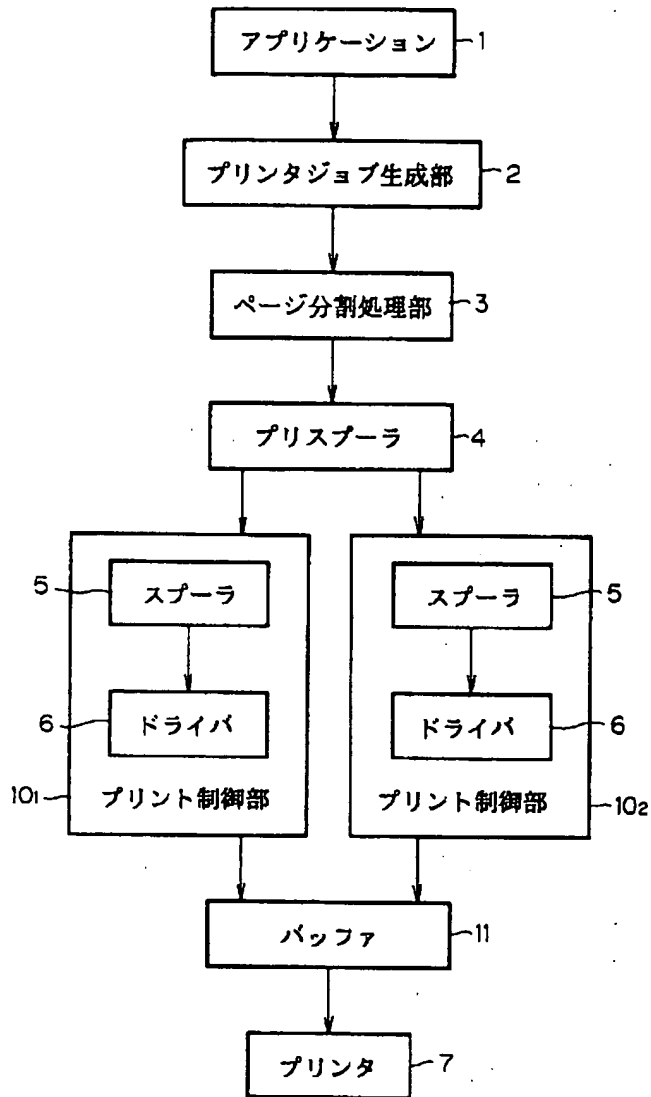 アプリケーション
1
プリンタジョブ生成部
2
ページ分割処理部
3
プリスプーラ
4
5
スプーラ
スプーラ
5
6
ドライバ
ドライバ
6
10₁
プリント制御部
プリント制御部
10₂
バッファ
11
プリンタ
7